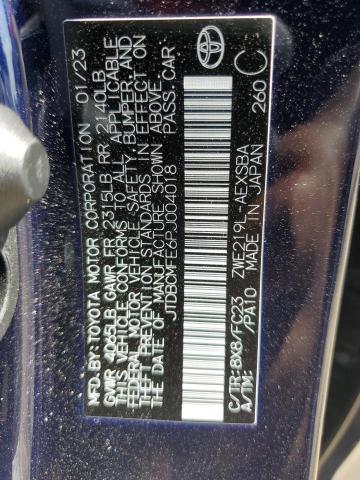 MFD.BY: TOYOTA MOTOR CORPORATION 01/23
GVWR 4035LB GAWR FR 2315LB RR 2140LB
THIS VEHICLE CONFORMS TO ALL APPLICABLE
FEDERAL MOTOR VEHICLE SAFETY, BUMPER, AND
THEFT PREVENTION STANDARDS IN EFFECT ON
THE DATE OF MANUFACTURE SHOWN ABOVE.
JTDBCMFE6PJ004018 PASS.CAR
C/TR: 8X8/FC23 ZWE219L-AEXSBA
A/TM: /PA10 MADE IN JAPAN 260 C